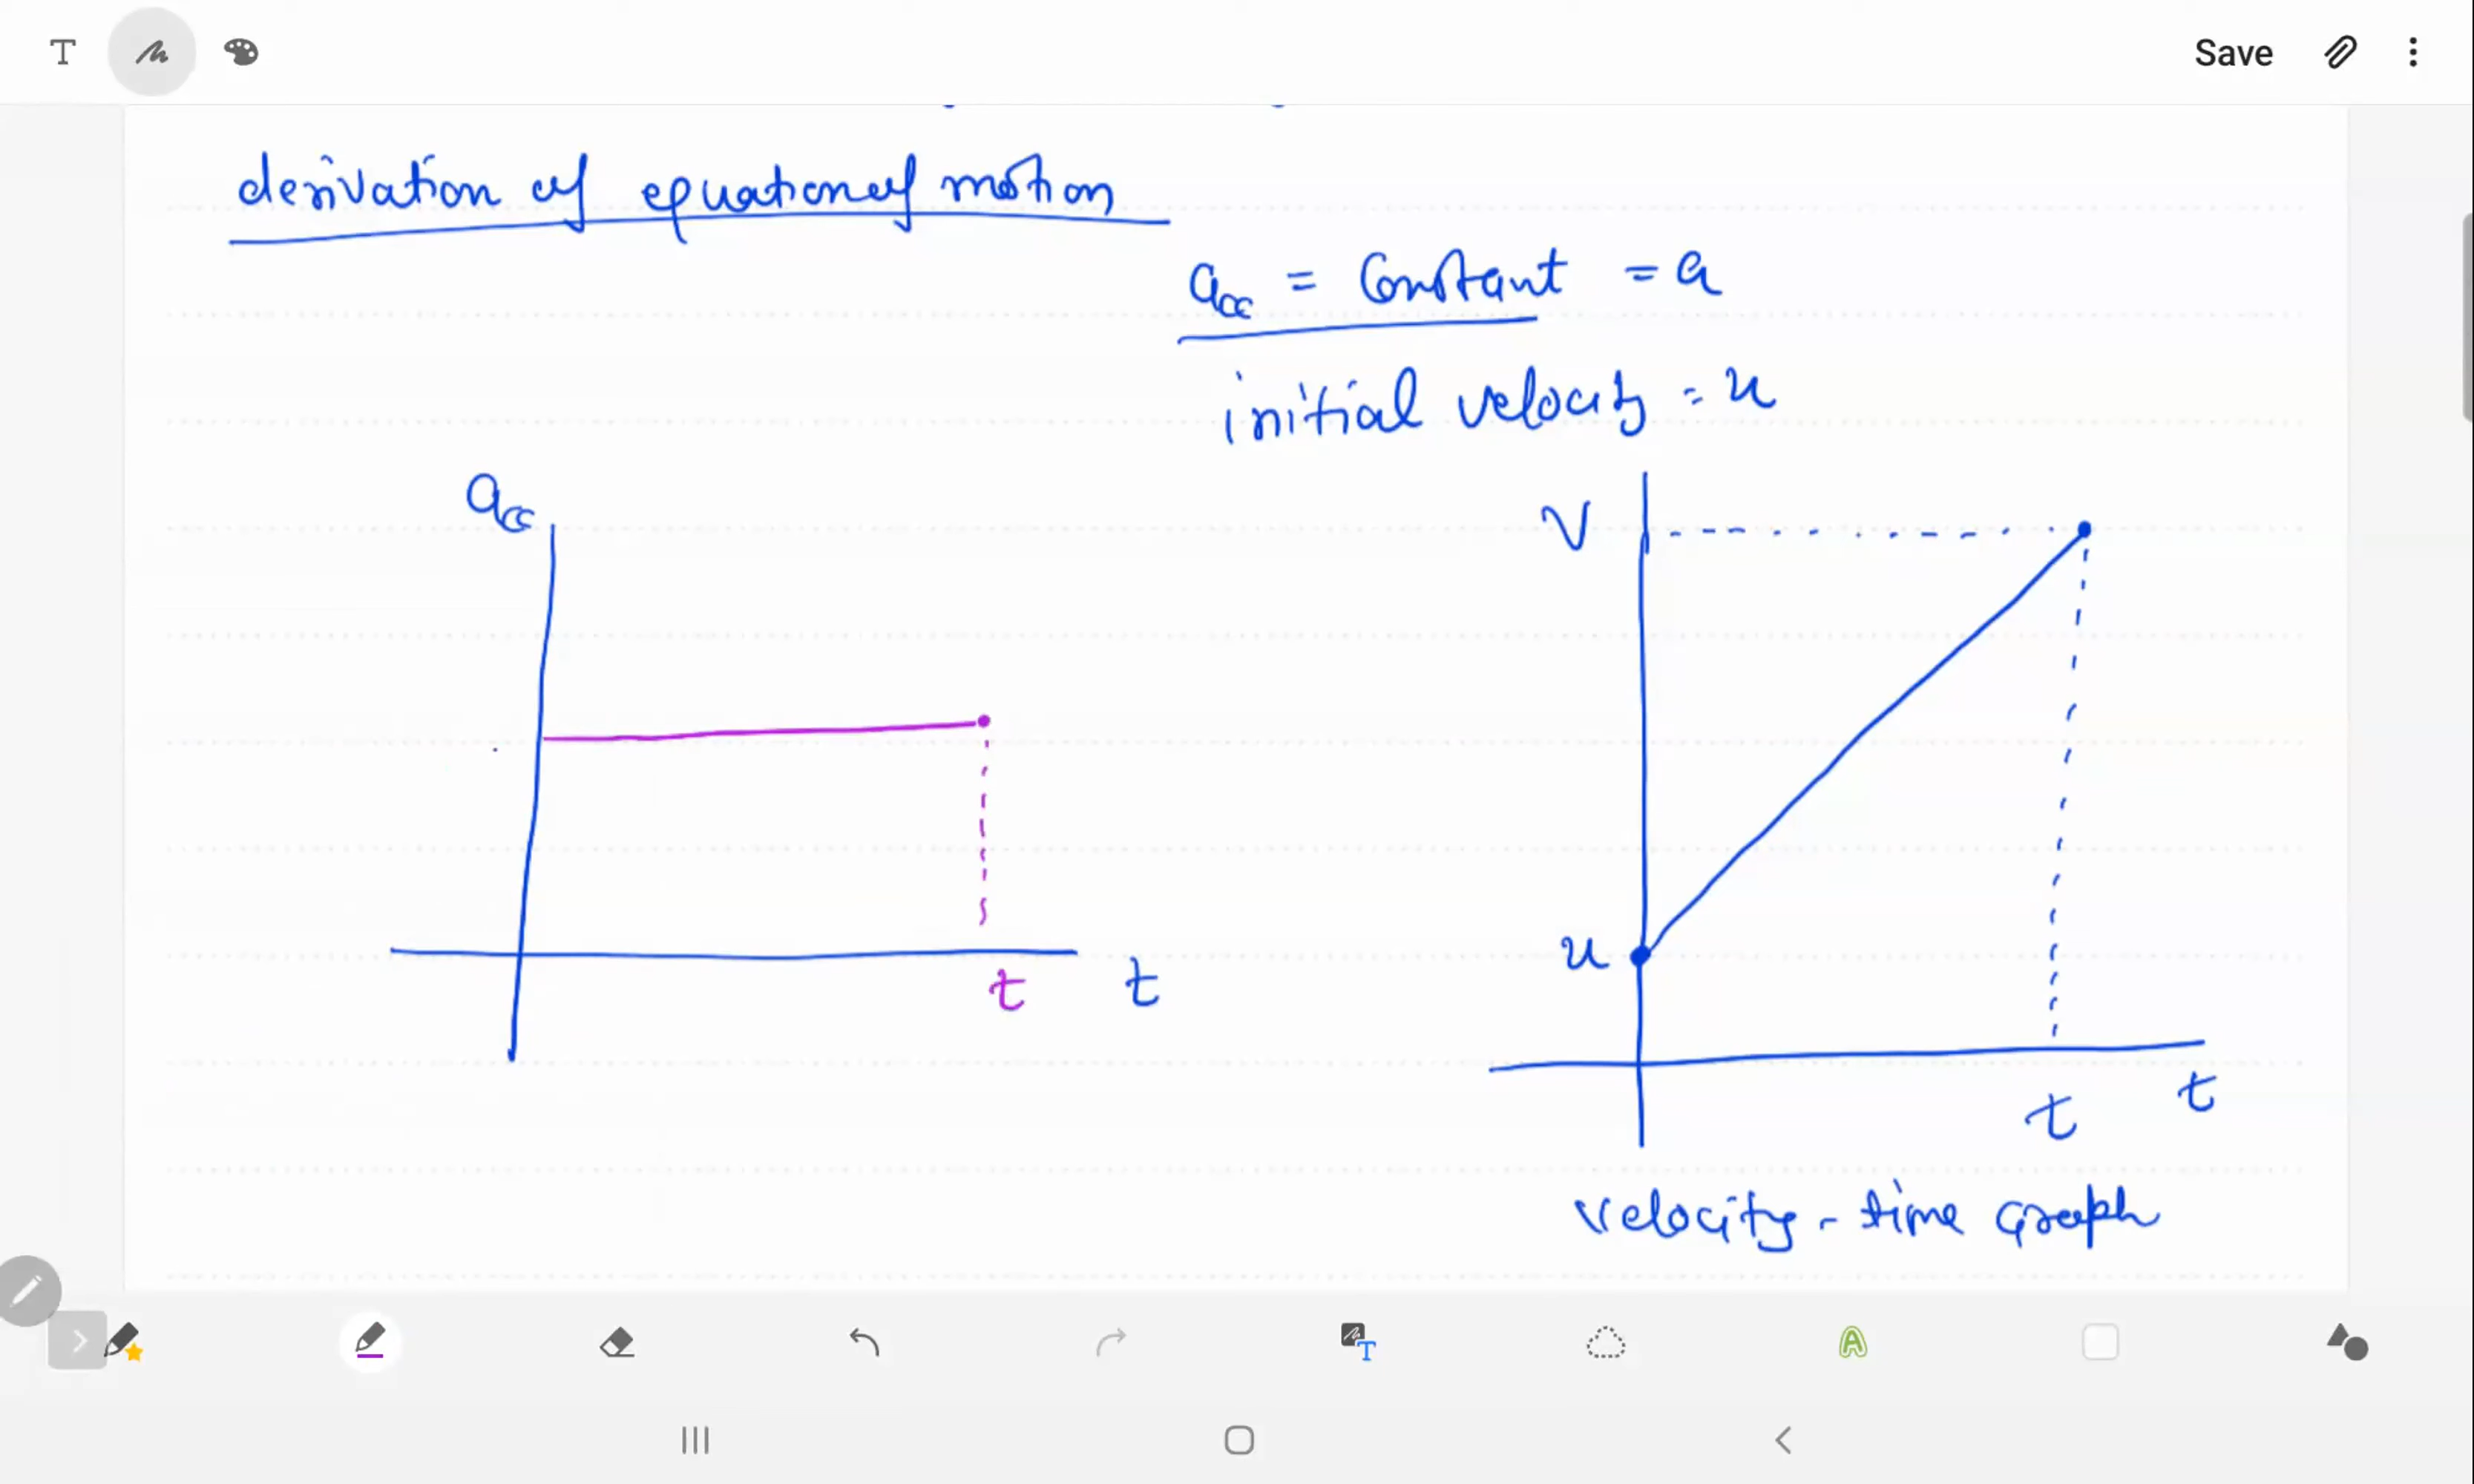 Save
derivation of equation of motion
acc = Constant = a
initial velocity = u
acc
V
u
t t
t t
velocity - time graph